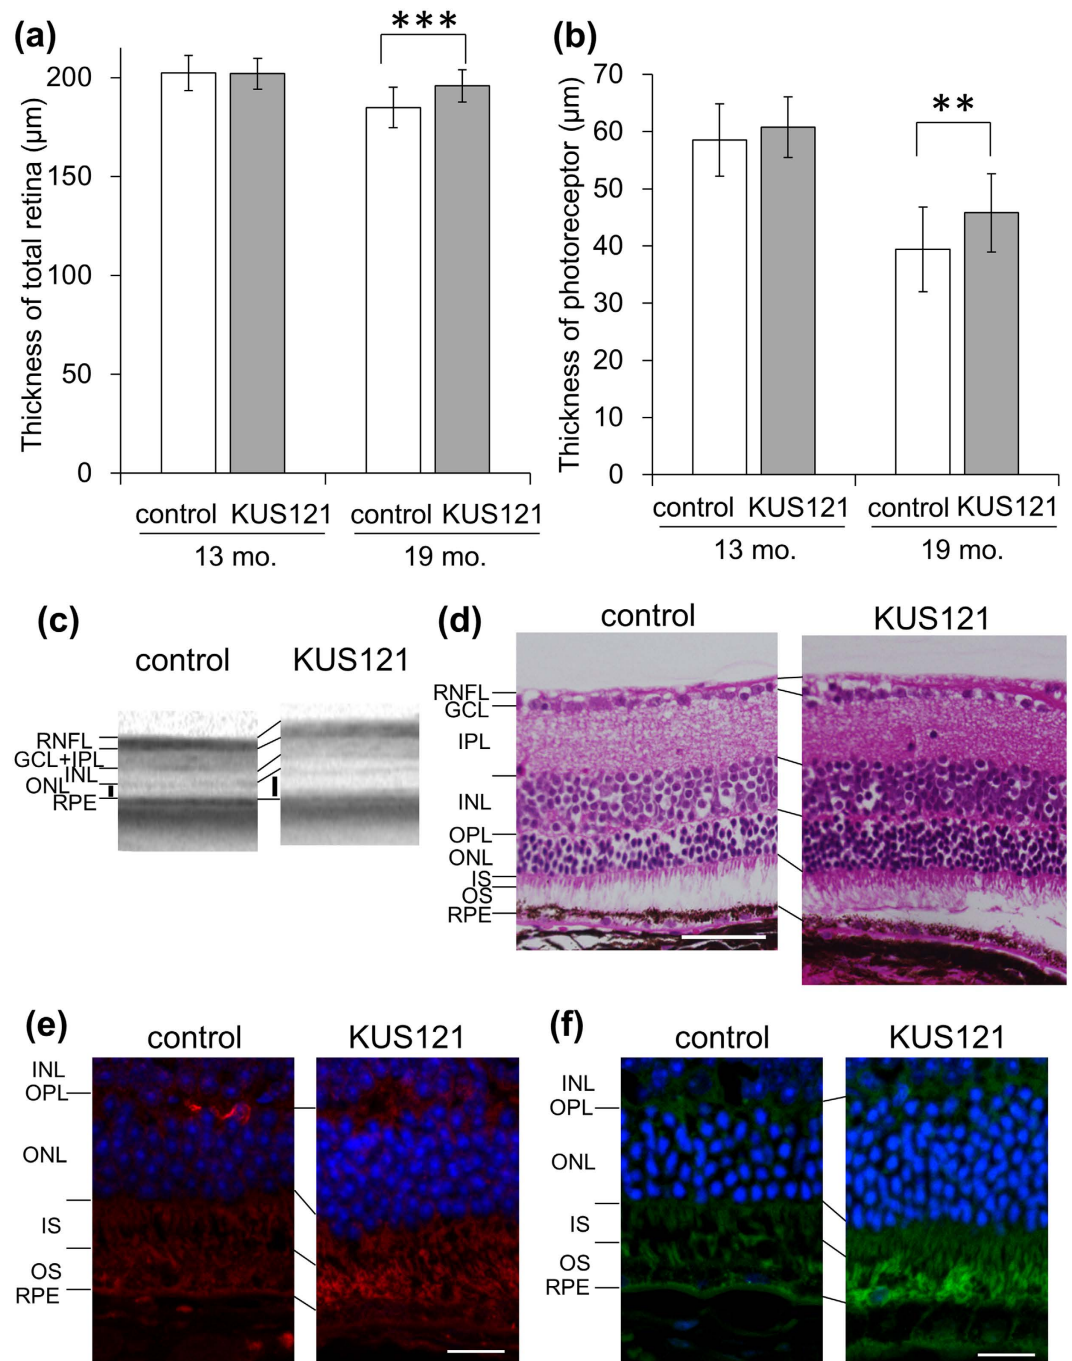 (a)
***
Thickness of total retina (μm)
200
150
100
50
0
control KUS121 control KUS121
13 mo. 19 mo.
(b)
**
Thickness of photoreceptor (μm)
70
60
50
40
30
20
10
0
control KUS121 control KUS121
13 mo. 19 mo.
(c)
control KUS121
RNFL
GCL+IPL
INL
ONL
RPE
(d)
control KUS121
RNFL
GCL
IPL
INL
OPL
ONL
IS
OS
RPE
(e)
control KUS121
INL
OPL
ONL
IS
OS
RPE
(f)
control KUS121
INL
OPL
ONL
IS
OS
RPE